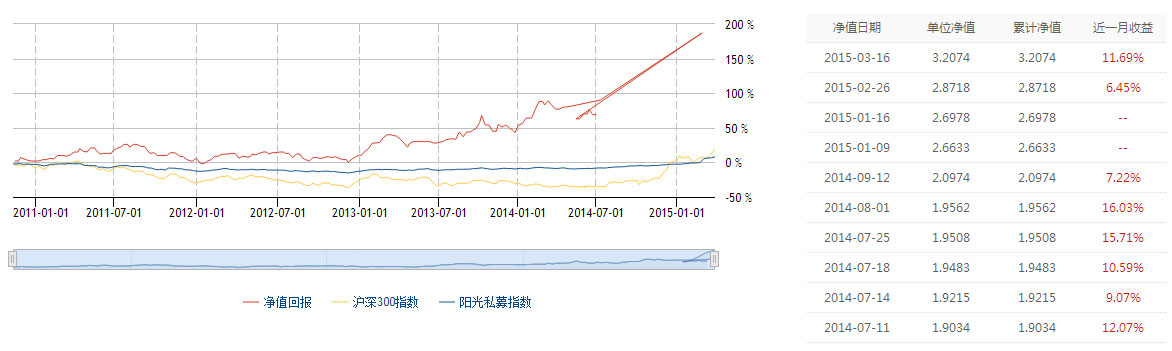 200 %
150 %
100 %
50 %
0 %
-50 %
2011-01-01 2011-07-01 2012-01-01 2012-07-01 2013-01-01 2013-07-01 2014-01-01 2014-07-01 2015-01-01
净值回报 沪深300指数 阳光私募指数
净值日期 单位净值 累计净值 近一月收益
2015-03-16 3.2074 3.2074 11.69%
2015-02-26 2.8718 2.8718 6.45%
2015-01-16 2.6978 2.6978 --
2015-01-09 2.6633 2.6633 --
2014-09-12 2.0974 2.0974 7.22%
2014-08-01 1.9562 1.9562 16.03%
2014-07-25 1.9508 1.9508 15.71%
2014-07-18 1.9483 1.9483 10.59%
2014-07-14 1.9215 1.9215 9.07%
2014-07-11 1.9034 1.9034 12.07%